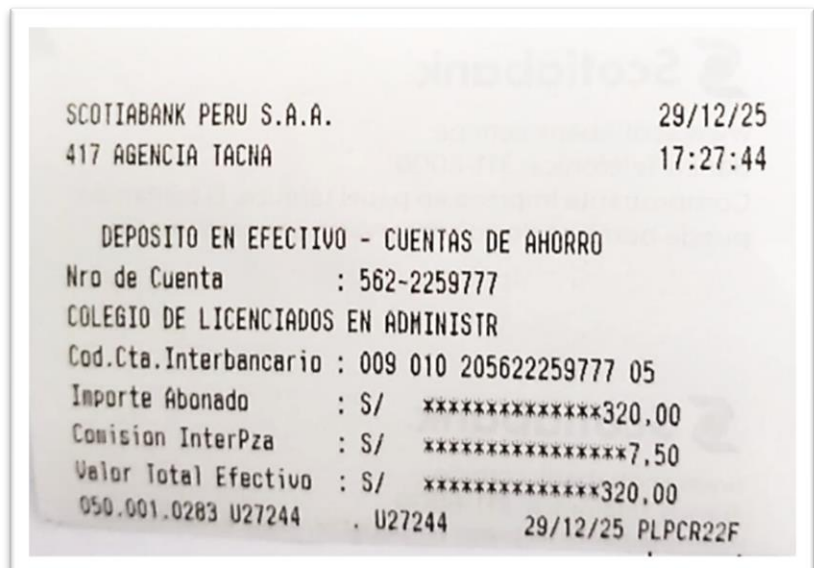 Scotiabank
SCOTIABANK PERU S.A.A. 29/12/25
417 AGENCIA TACNA 17:27:44
DEPOSITO EN EFECTIVO - CUENTAS DE AHORRO
Nro de Cuenta : 562-2259777
COLEGIO DE LICENCIADOS EN ADMINISTR
Cod.Cta.Interbancario : 009 010 205622259777 05
Importe Abonado : S/ **************320,00
Comision InterPza : S/ ****************7,50
Valor Total Efectivo : S/ **************320,00
050.001.0283 U27244 . U27244 29/12/25 PLPCR22F